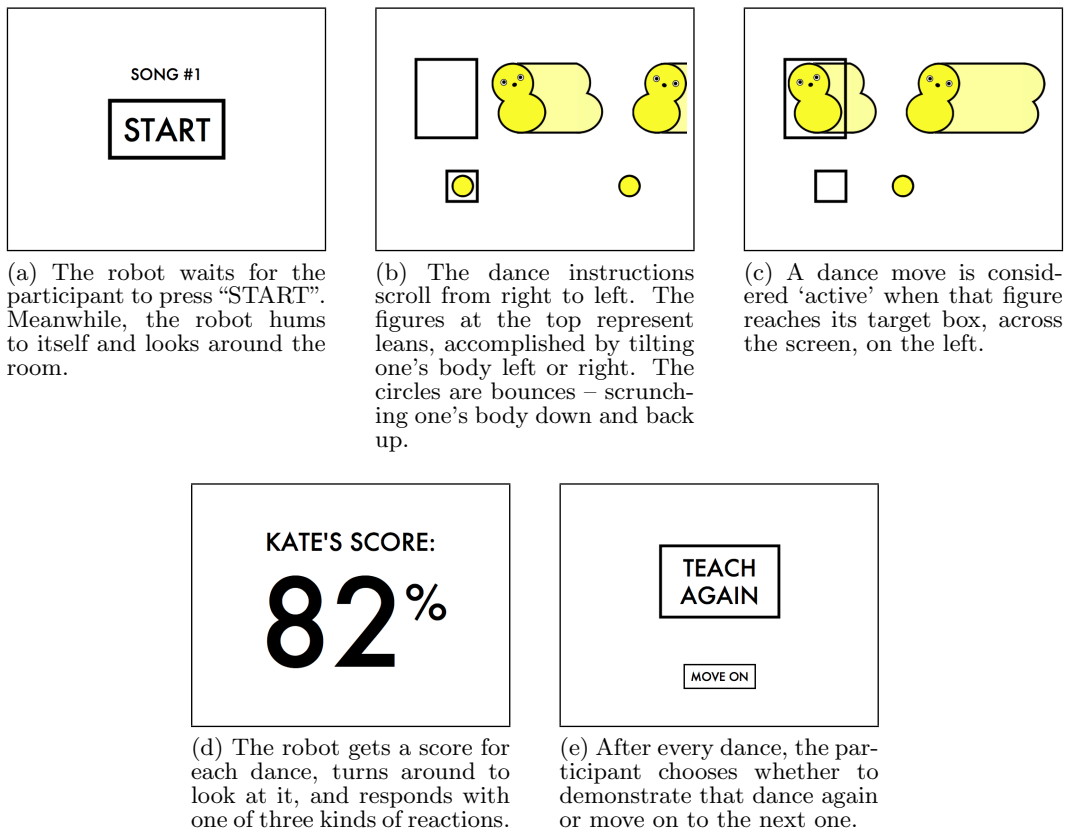 SONG #1
START
(a) The robot waits for the
participant to press “START”.
Meanwhile, the robot hums
to itself and looks around the
room.
(b) The dance instructions
scroll from right to left. The
figures at the top represent
leans, accomplished by tilting
one’s body left or right. The
circles are bounces – scrunch-
ing one’s body down and back
up.
(c) A dance move is consid-
ered ‘active’ when that figure
reaches its target box, across
the screen, on the left.
KATE'S SCORE:
82%
(d) The robot gets a score for
each dance, turns around to
look at it, and responds with
one of three kinds of reactions.
TEACH
AGAIN
MOVE ON
(e) After every dance, the par-
ticipant chooses whether to
demonstrate that dance again
or move on to the next one.